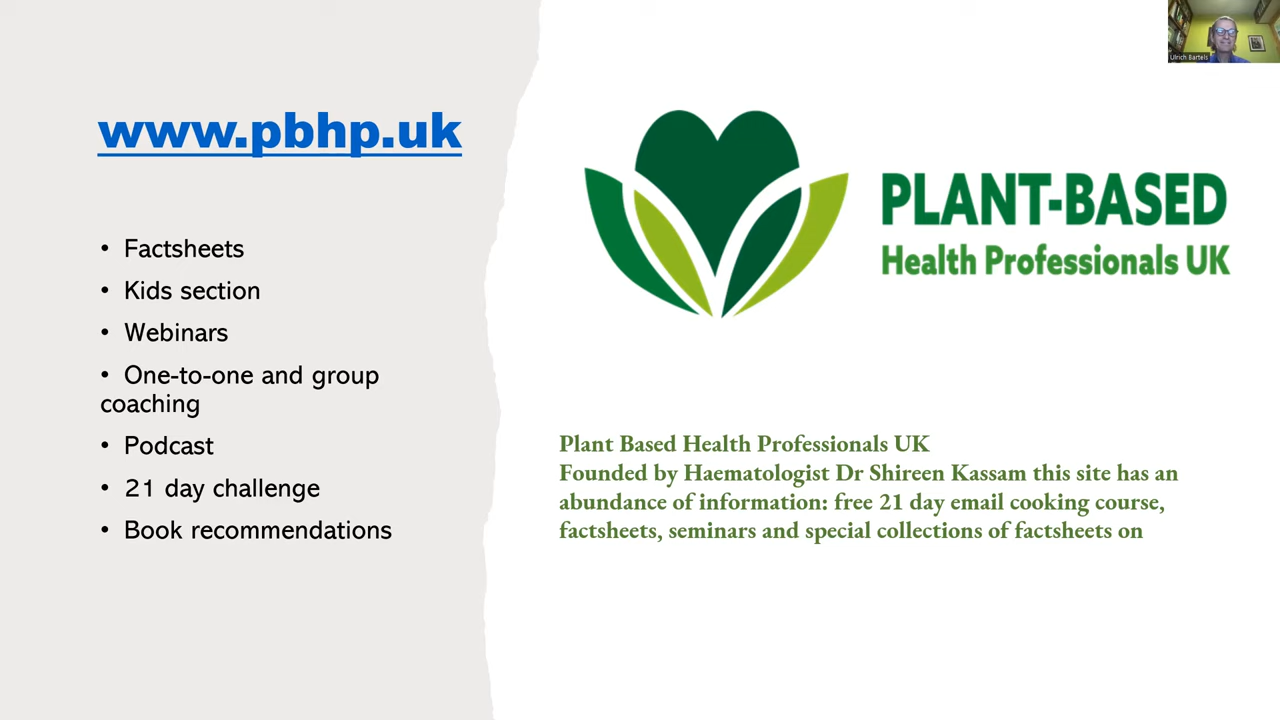 www.pbhp.uk
• Factsheets
• Kids section
• Webinars
• One-to-one and group
coaching
• Podcast
• 21 day challenge
• Book recommendations
PLANT-BASED
Health Professionals UK
Plant Based Health Professionals UK
Founded by Haematologist Dr Shireen Kassam this site has an
abundance of information: free 21 day email cooking course,
factsheets, seminars and special collections of factsheets on
Ulrich Bartels